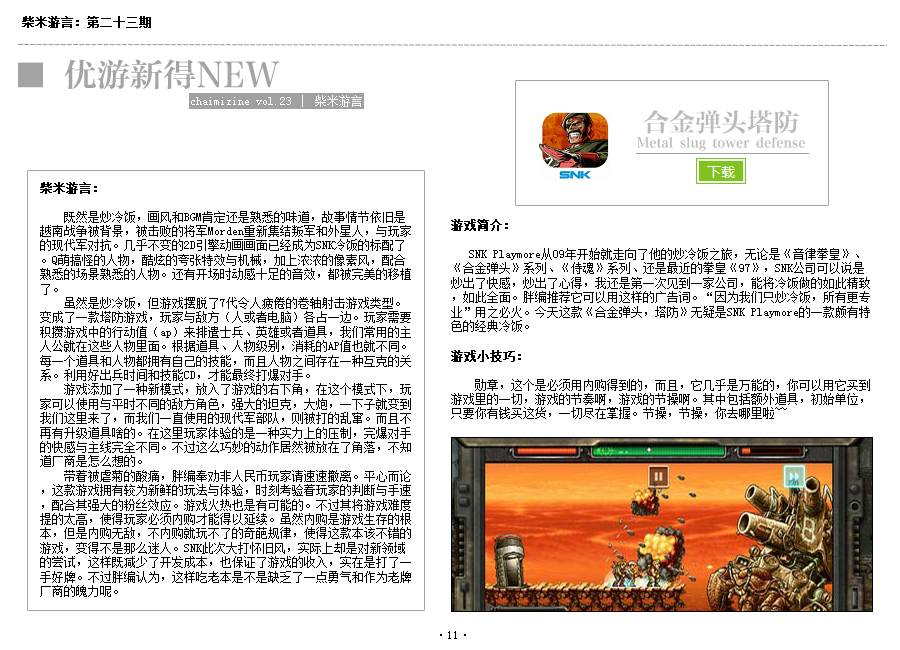 柴米游言：第二十三期
优游新得NEW
chaimizine vol.23 | 柴米游言
柴米游言：
既然是炒冷饭，画风和BGM肯定还是熟悉的味道，故事情节依旧是
越南战争被背景，被击败的将军Morden重新集结叛军和外星人，与玩家
的现代军对抗。几乎不变的2D引擎动画画面已经成为SNK冷饭的标配了
。Q萌搞怪的人物，酷炫的夸张特效与机械，加上浓浓的像素风，配合
熟悉的场景熟悉的人物。还有开场时动感十足的音效，都被完美的移植
了。
虽然是炒冷饭，但游戏摆脱了7代令人疲倦的卷轴射击游戏类型。
变成了一款塔防游戏，玩家与敌方（人或者电脑）各占一边。玩家需要
积攒游戏中的行动值（ap）来排遣士兵、英雄或者道具，我们常用的主
人公就在这些人物里面。根据道具、人物级别，消耗的AP值也就不同。
每一个道具和人物都拥有自己的技能，而且人物之间存在一种互克的关
系。利用好出兵时间和技能CD，才能最终打爆对手。
游戏添加了一种新模式，放入了游戏的右下角，在这个模式下，玩
家可以使用与平时不同的敌方角色，强大的坦克，大炮，一下子就变到
我们这里来了，而我们一直使用的现代军部队，则被打的乱窜。而且不
再有升级道具啥的。在这里玩家体验的是一种实力上的压制，完爆对手
的快感与主线完全不同。不过这么巧妙的动作居然被放在了角落，不知
道厂商是怎么想的。
带着被虐菊的酸痛，胖编奉劝非人民币玩家请速速撤离。平心而论
，这款游戏拥有较为新鲜的玩法与体验，时刻考验着玩家的判断与手速
，配合其强大的粉丝效应。游戏火热也是有可能的。不过其将游戏难度
提的太高，使得玩家必须内购才能得以延续。虽然内购是游戏生存的根
本，但是内购无敌，不内购就玩不了的奇葩规律，使得这款本该不错的
游戏，变得不是那么迷人。SNK此次大打怀旧风，实际上却是对新领域
的尝试，这样既减少了开发成本，也保证了游戏的收入，实在是打了一
手好牌。不过胖编认为，这样吃老本是不是缺乏了一点勇气和作为老牌
厂商的魄力呢。
SNK
合金弹头塔防
Metal slug tower defense
下载
游戏简介：
SNK Playmore从09年开始就走向了他的炒冷饭之旅，无论是《音律拳皇》、
《合金弹头》系列、《侍魂》系列、还是最近的拳皇《97》，SNK公司可以说是
炒出了快感，炒出了心得，我还是第一次见到一家公司，能将冷饭做的如此精致
，如此全面。胖编推荐它可以用这样的广告词。“因为我们只炒冷饭，所有更专
业”用之必火。今天这款《合金弹头，塔防》无疑是SNK Playmore的一款颇有特
色的经典冷饭。
游戏小技巧：
勋章，这个是必须用内购得到的，而且，它几乎是万能的，你可以用它买到
游戏里的一切，游戏的节奏啊，游戏的节操啊。其中包括额外道具，初始单位，
只要你有钱买这货，一切尽在掌握。节操，节操，你去哪里啦~~
·11·